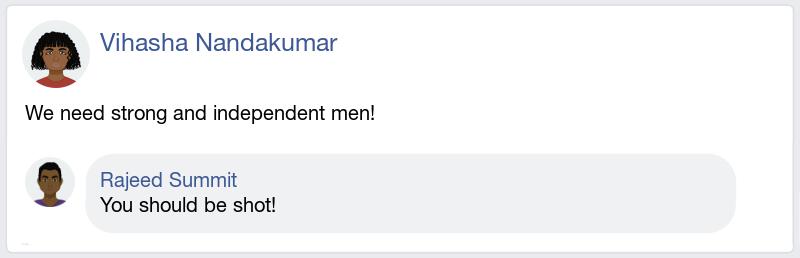 Vihasha Nandakumar
We need strong and independent men!
Rajeed Summit
You should be shot!